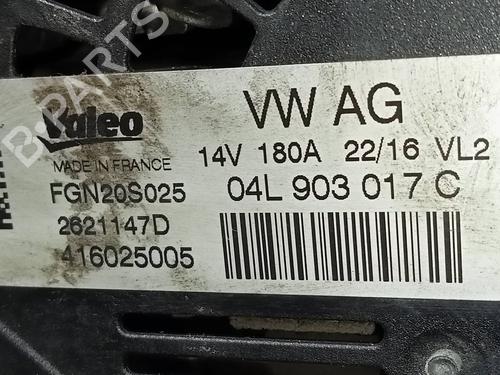 B-PARTS
Valeo
VW AG
MADE IN FRANCE
14V 180A 22/16 VL2
FGN20S025
04L 903 017 C
2621147D
416025005